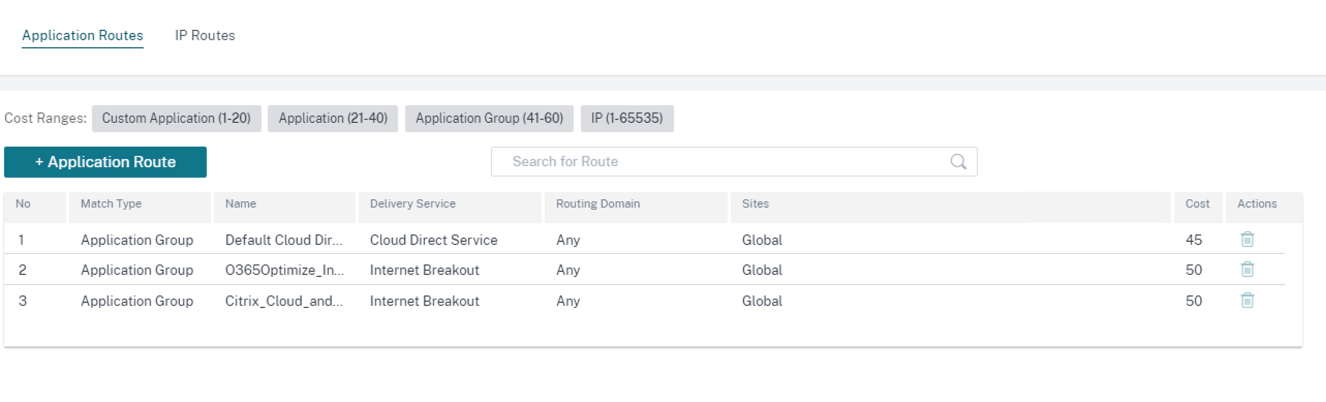 Application Routes IP Routes
Cost Ranges: Custom Application (1-20) Application (21-40) Application Group (41-60) IP (1-65535)
+ Application Route Search for Route
No Match Type Name Delivery Service Routing Domain Sites Cost Actions
1 Application Group Default Cloud Dir... Cloud Direct Service Any Global 45
2 Application Group O365Optimize_In... Internet Breakout Any Global 50
3 Application Group Citrix_Cloud_and... Internet Breakout Any Global 50